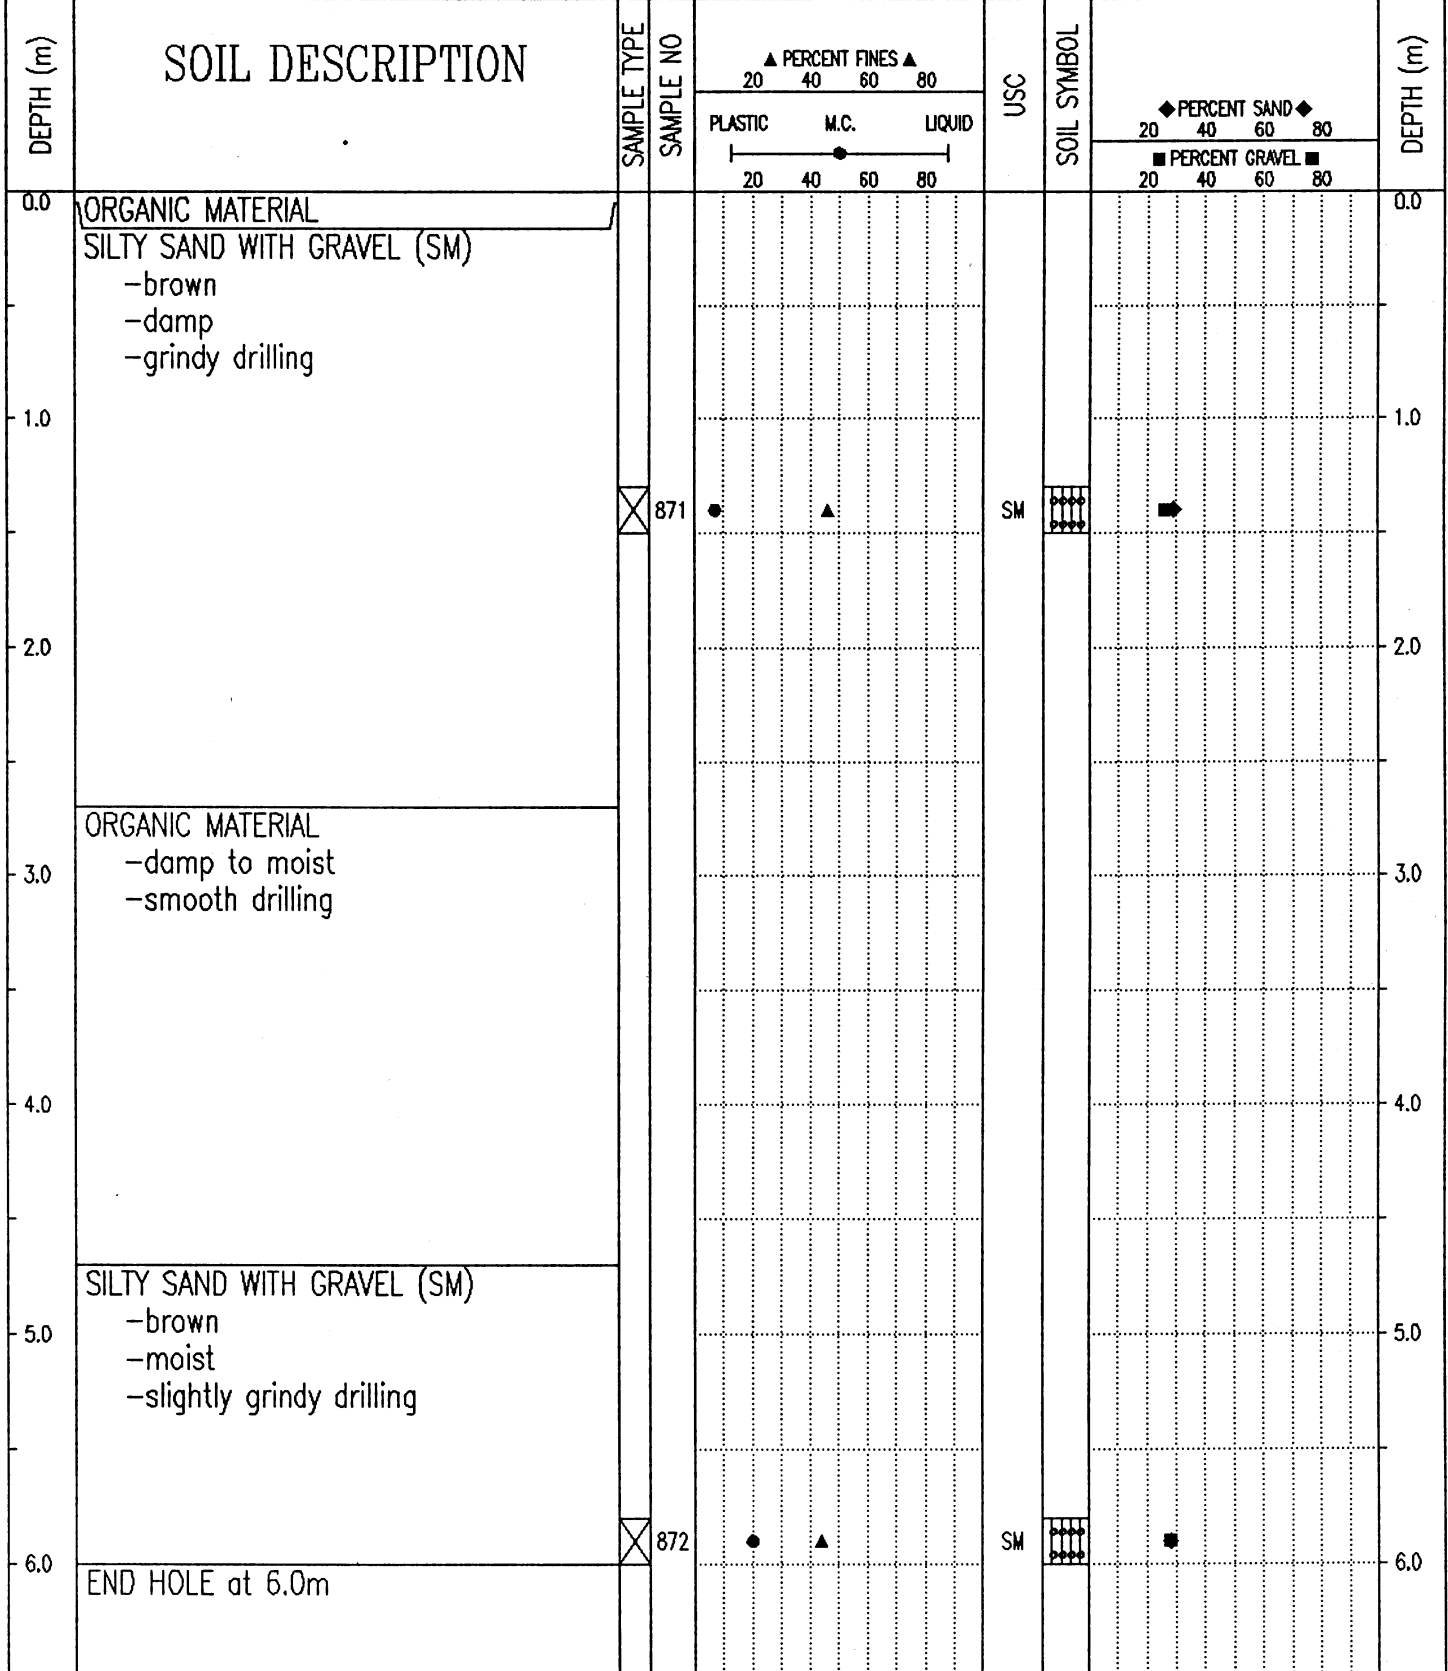 DEPTH (m)
SOIL DESCRIPTION
SAMPLE TYPE
SAMPLE NO
▲ PERCENT FINES ▲
20 40 60 80
PLASTIC M.C. LIQUID
20 40 60 80
USC
SOIL SYMBOL
◆ PERCENT SAND ◆
20 40 60 80
■ PERCENT GRAVEL ■
20 40 60 80
DEPTH (m)
0.0 ORGANIC MATERIAL 0.0
SILTY SAND WITH GRAVEL (SM)
-brown
-damp
-grindy drilling
1.0 1.0
871 SM
2.0 2.0
ORGANIC MATERIAL
-damp to moist
3.0 3.0
-smooth drilling
4.0 4.0
SILTY SAND WITH GRAVEL (SM)
-brown
5.0 5.0
-moist
-slightly grindy drilling
872 SM
6.0 6.0
END HOLE at 6.0m